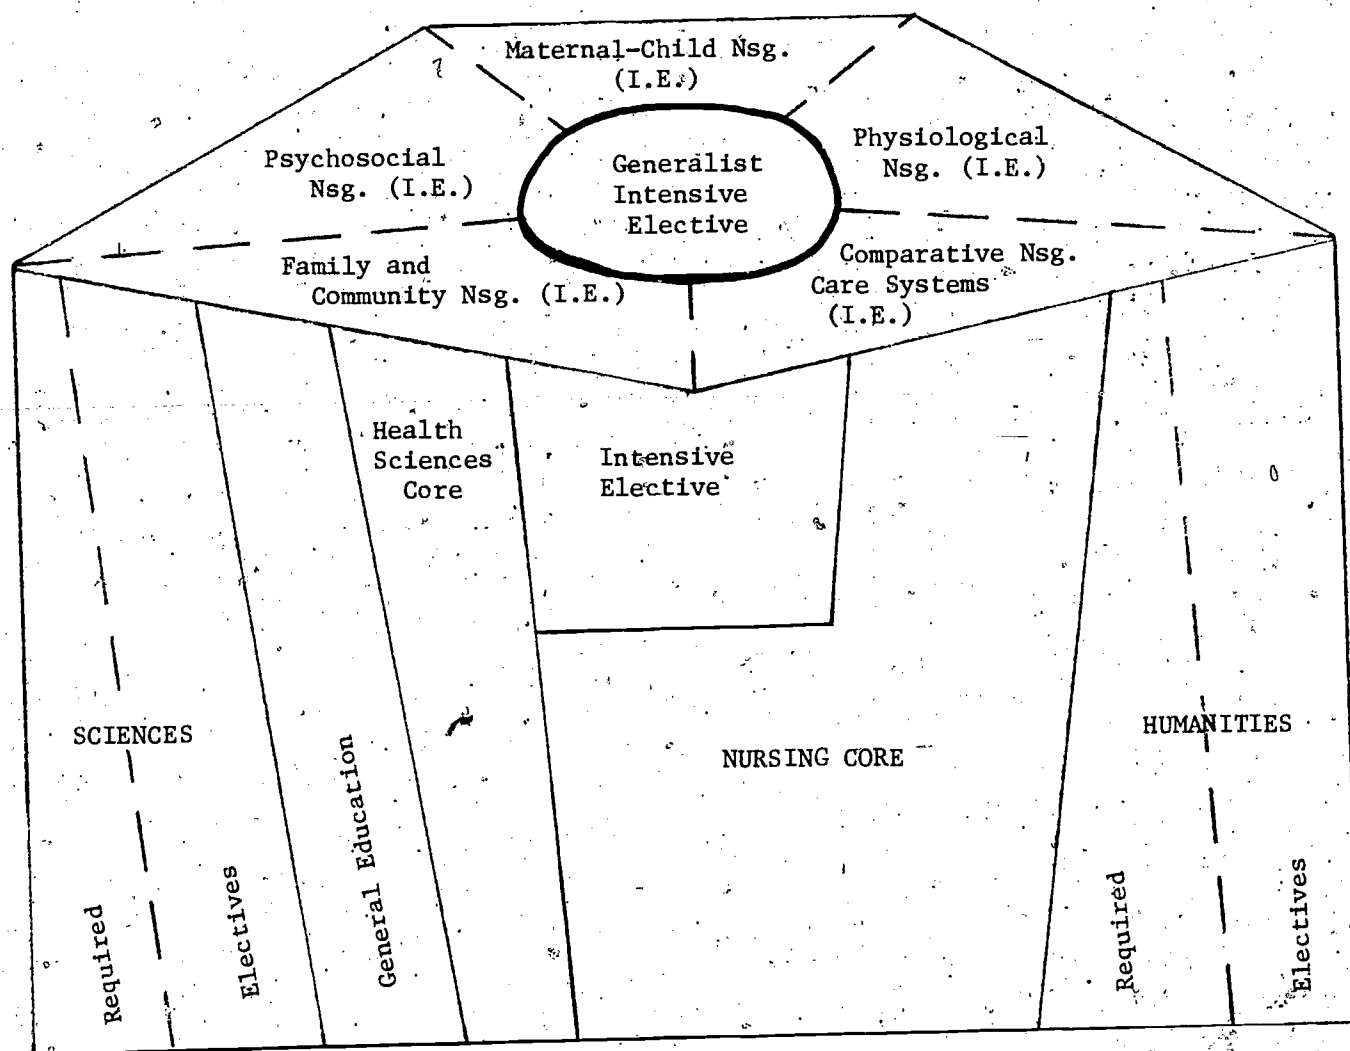 Maternal-Child Nsg.
(I.E.)
Psychosocial
Nsg. (I.E.)
Generalist
Intensive
Elective
Physiological
Nsg. (I.E.)
Family and
Community Nsg. (I.E.)
Comparative Nsg.
Care Systems
(I.E.)
Health
Sciences
Core
Intensive
Elective
SCIENCES
NURSING CORE
HUMANITIES
Required
Electives
General Education
Required
Electives